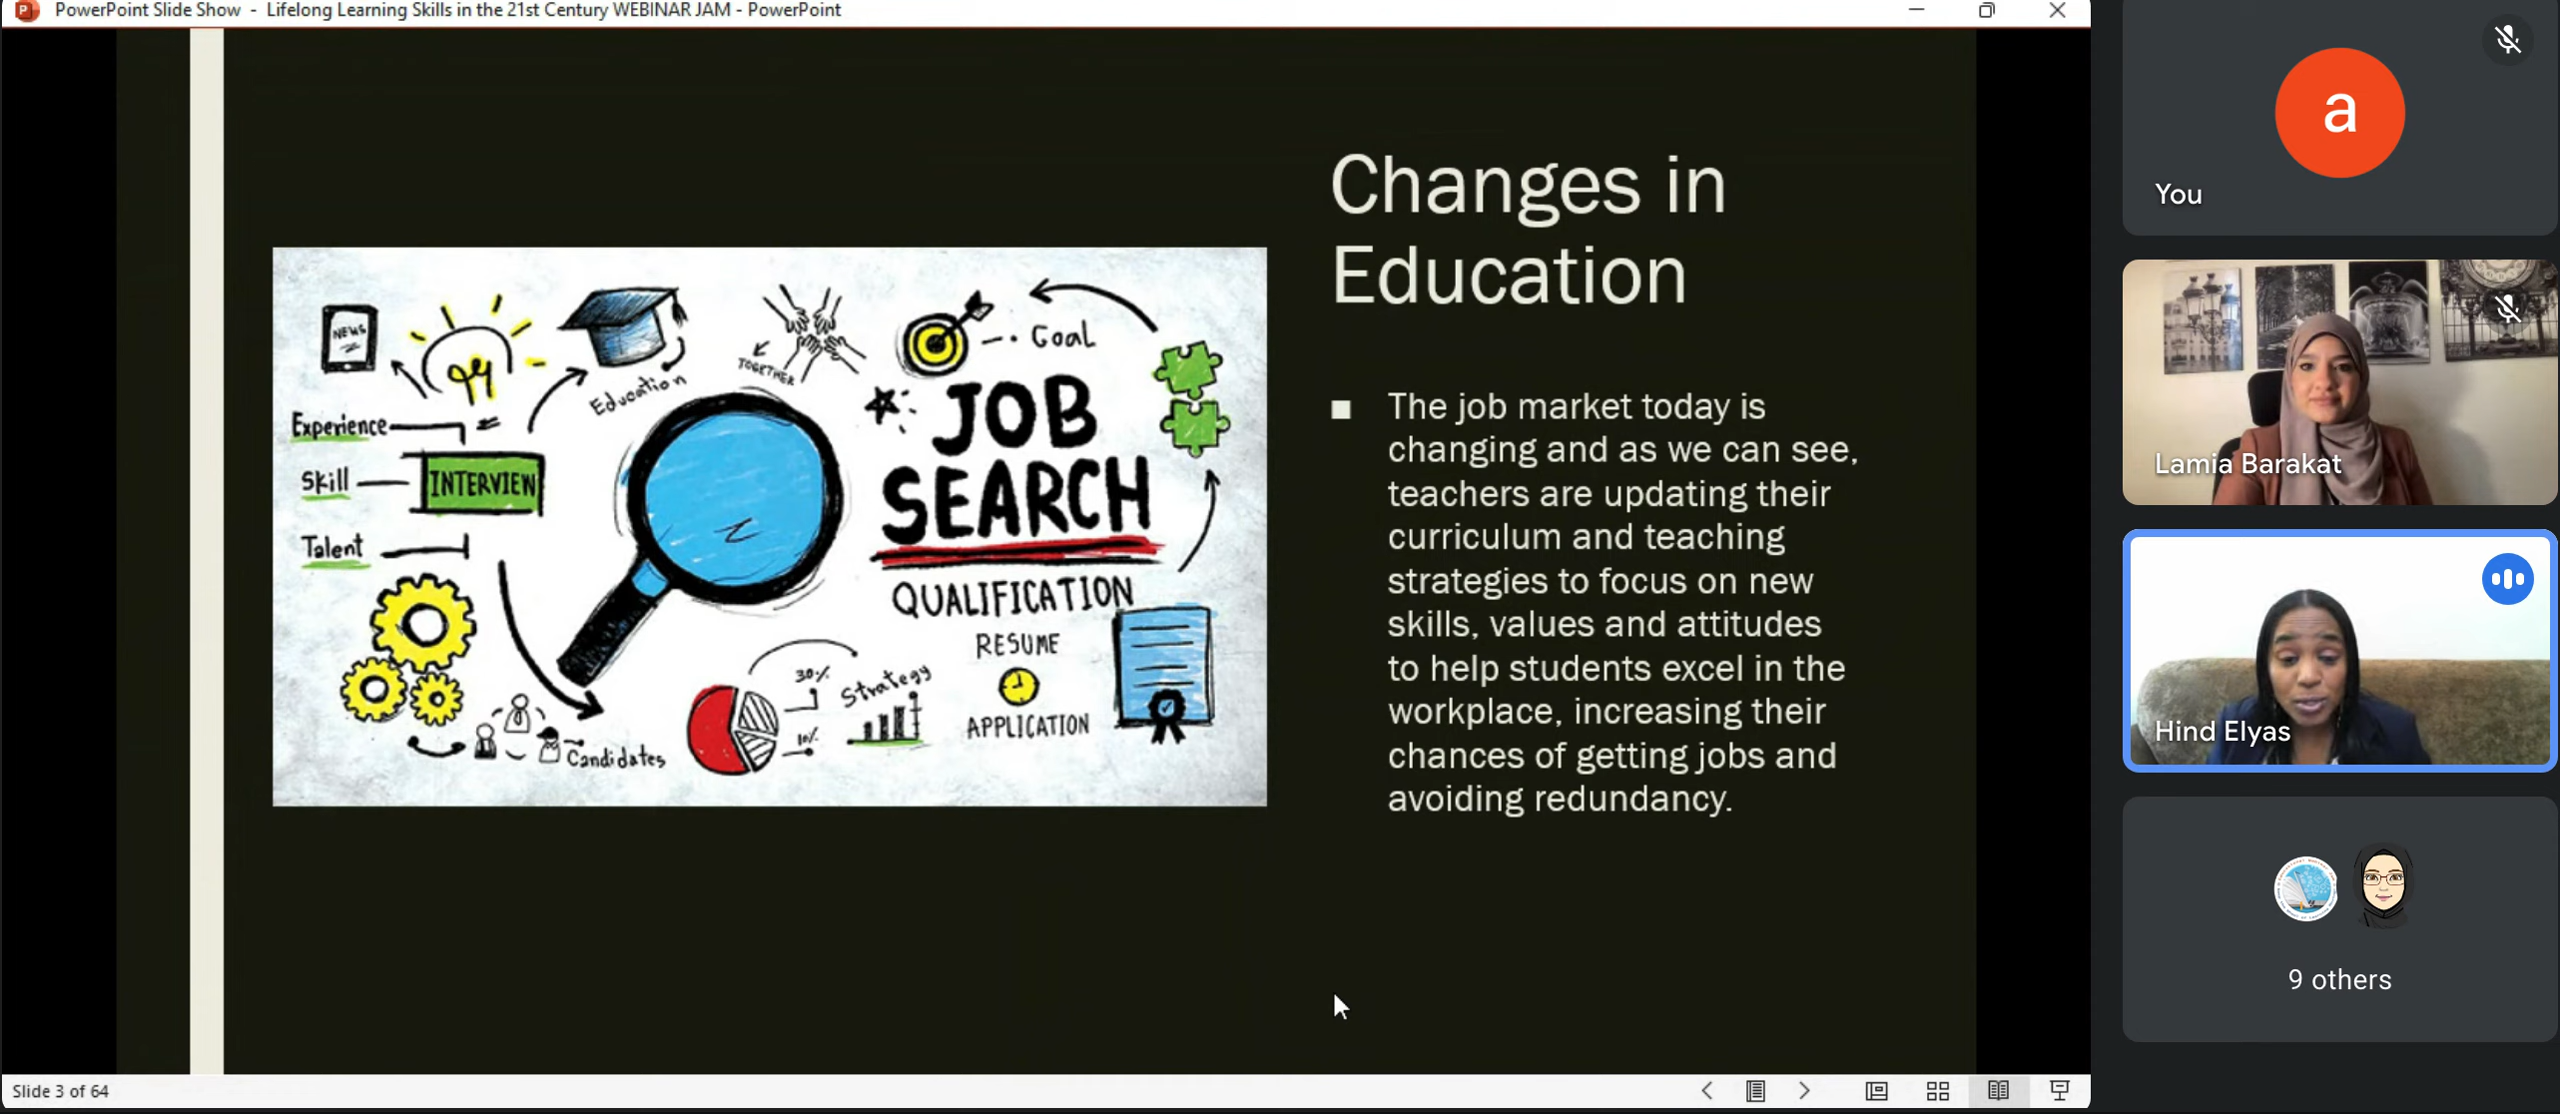 PowerPoint Slide Show - Lifelong Learning Skills in the 21st Century WEBINAR JAM - PowerPoint
Changes in
Education
The job market today is
changing and as we can see,
teachers are updating their
curriculum and teaching
strategies to focus on new
skills, values and attitudes
to help students excel in the
workplace, increasing their
chances of getting jobs and
avoiding redundancy.
NEWS
Education
TOGETHER
Goal
JOB
SEARCH
Experience
Skill
INTERVIEW
Talent
QUALIFICATION
RESUME
APPLICATION
30%
10%
Strategy
Candidates
Slide 3 of 64
a
You
Lamia Barakat
Hind Elyas
9 others